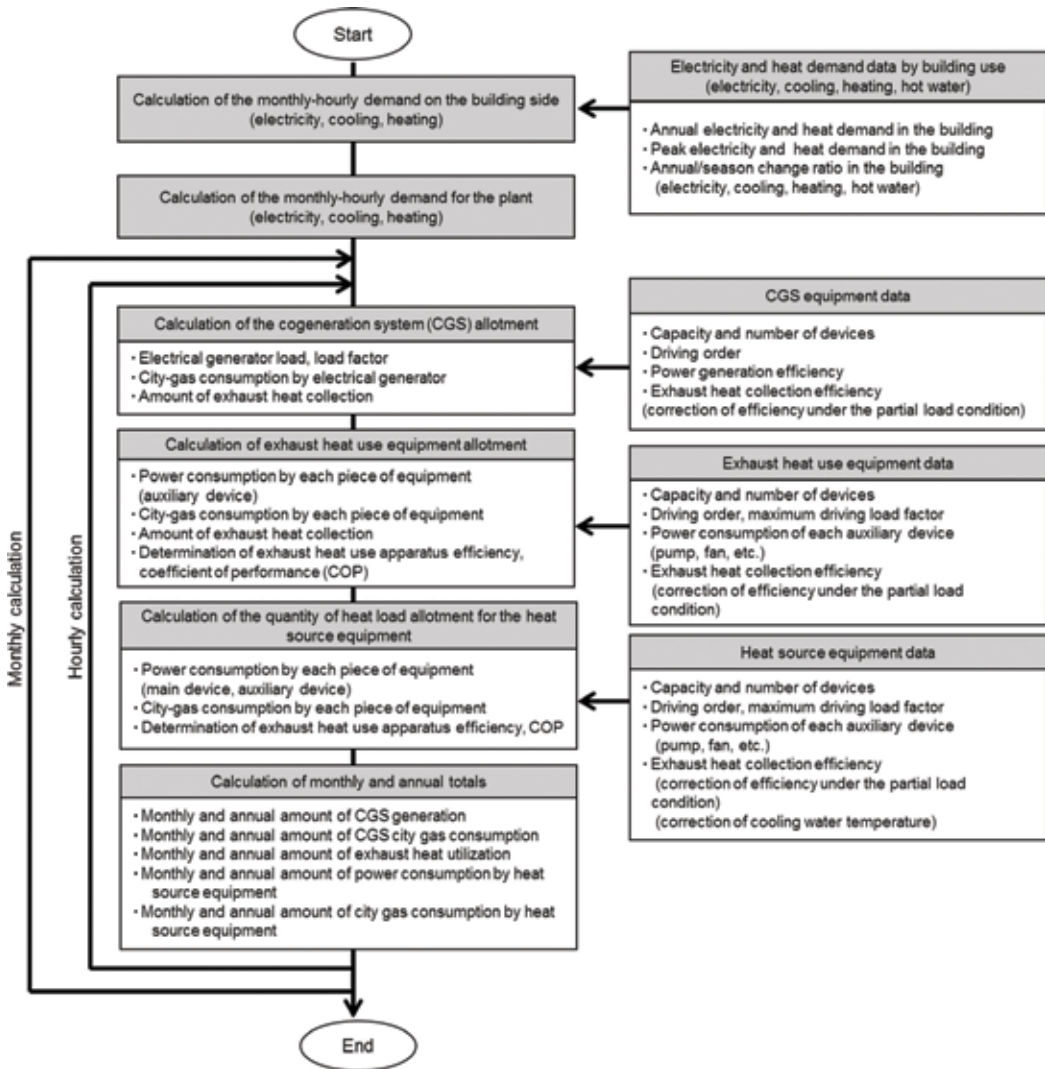 Start
Calculation of the monthly-hourly demand on the building side
(electricity, cooling, heating)
Electricity and heat demand data by building use
(electricity, cooling, heating, hot water)
・Annual electricity and heat demand in the building
・Peak electricity and heat demand in the building
・Annual/season change ratio in the building
(electricity, cooling, heating, hot water)
Calculation of the monthly-hourly demand for the plant
(electricity, cooling, heating)
Monthly calculation
Hourly calculation
Calculation of the cogeneration system (CGS) allotment
・Electrical generator load, load factor
・City-gas consumption by electrical generator
・Amount of exhaust heat collection
CGS equipment data
・Capacity and number of devices
・Driving order
・Power generation efficiency
・Exhaust heat collection efficiency
(correction of efficiency under the partial load condition)
Calculation of exhaust heat use equipment allotment
・Power consumption by each piece of equipment
(auxiliary device)
・City-gas consumption by each piece of equipment
・Amount of exhaust heat collection
・Determination of exhaust heat use apparatus efficiency,
coefficient of performance (COP)
Exhaust heat use equipment data
・Capacity and number of devices
・Driving order, maximum driving load factor
・Power consumption of each auxiliary device
(pump, fan, etc.)
・Exhaust heat collection efficiency
(correction of efficiency under the partial load
condition)
Calculation of the quantity of heat load allotment for the heat
source equipment
・Power consumption by each piece of equipment
(main device, auxiliary device)
・City-gas consumption by each piece of equipment
・Determination of exhaust heat use apparatus efficiency, COP
Heat source equipment data
・Capacity and number of devices
・Driving order, maximum driving load factor
・Power consumption of each auxiliary device
(pump, fan, etc.)
・Exhaust heat collection efficiency
(correction of efficiency under the partial load
condition)
(correction of cooling water temperature)
Calculation of monthly and annual totals
・Monthly and annual amount of CGS generation
・Monthly and annual amount of CGS city gas consumption
・Monthly and annual amount of exhaust heat utilization
・Monthly and annual amount of power consumption by heat
source equipment
・Monthly and annual amount of city gas consumption by heat
source equipment
End